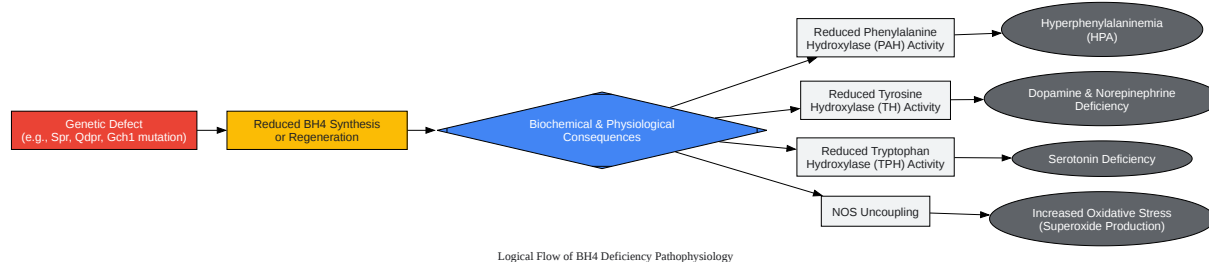 Genetic Defect
(e.g., Spr, Qdpr, Gch1 mutation)
Reduced BH4 Synthesis
or Regeneration
Biochemical & Physiological
Consequences
Reduced Phenylalanine
Hydroxylase (PAH) Activity
Hyperphenylalaninemia
(HPA)
Reduced Tyrosine
Hydroxylase (TH) Activity
Dopamine & Norepinephrine
Deficiency
Reduced Tryptophan
Hydroxylase (TPH) Activity
Serotonin Deficiency
NOS Uncoupling
Increased Oxidative Stress
(Superoxide Production)
Logical Flow of BH4 Deficiency Pathophysiology